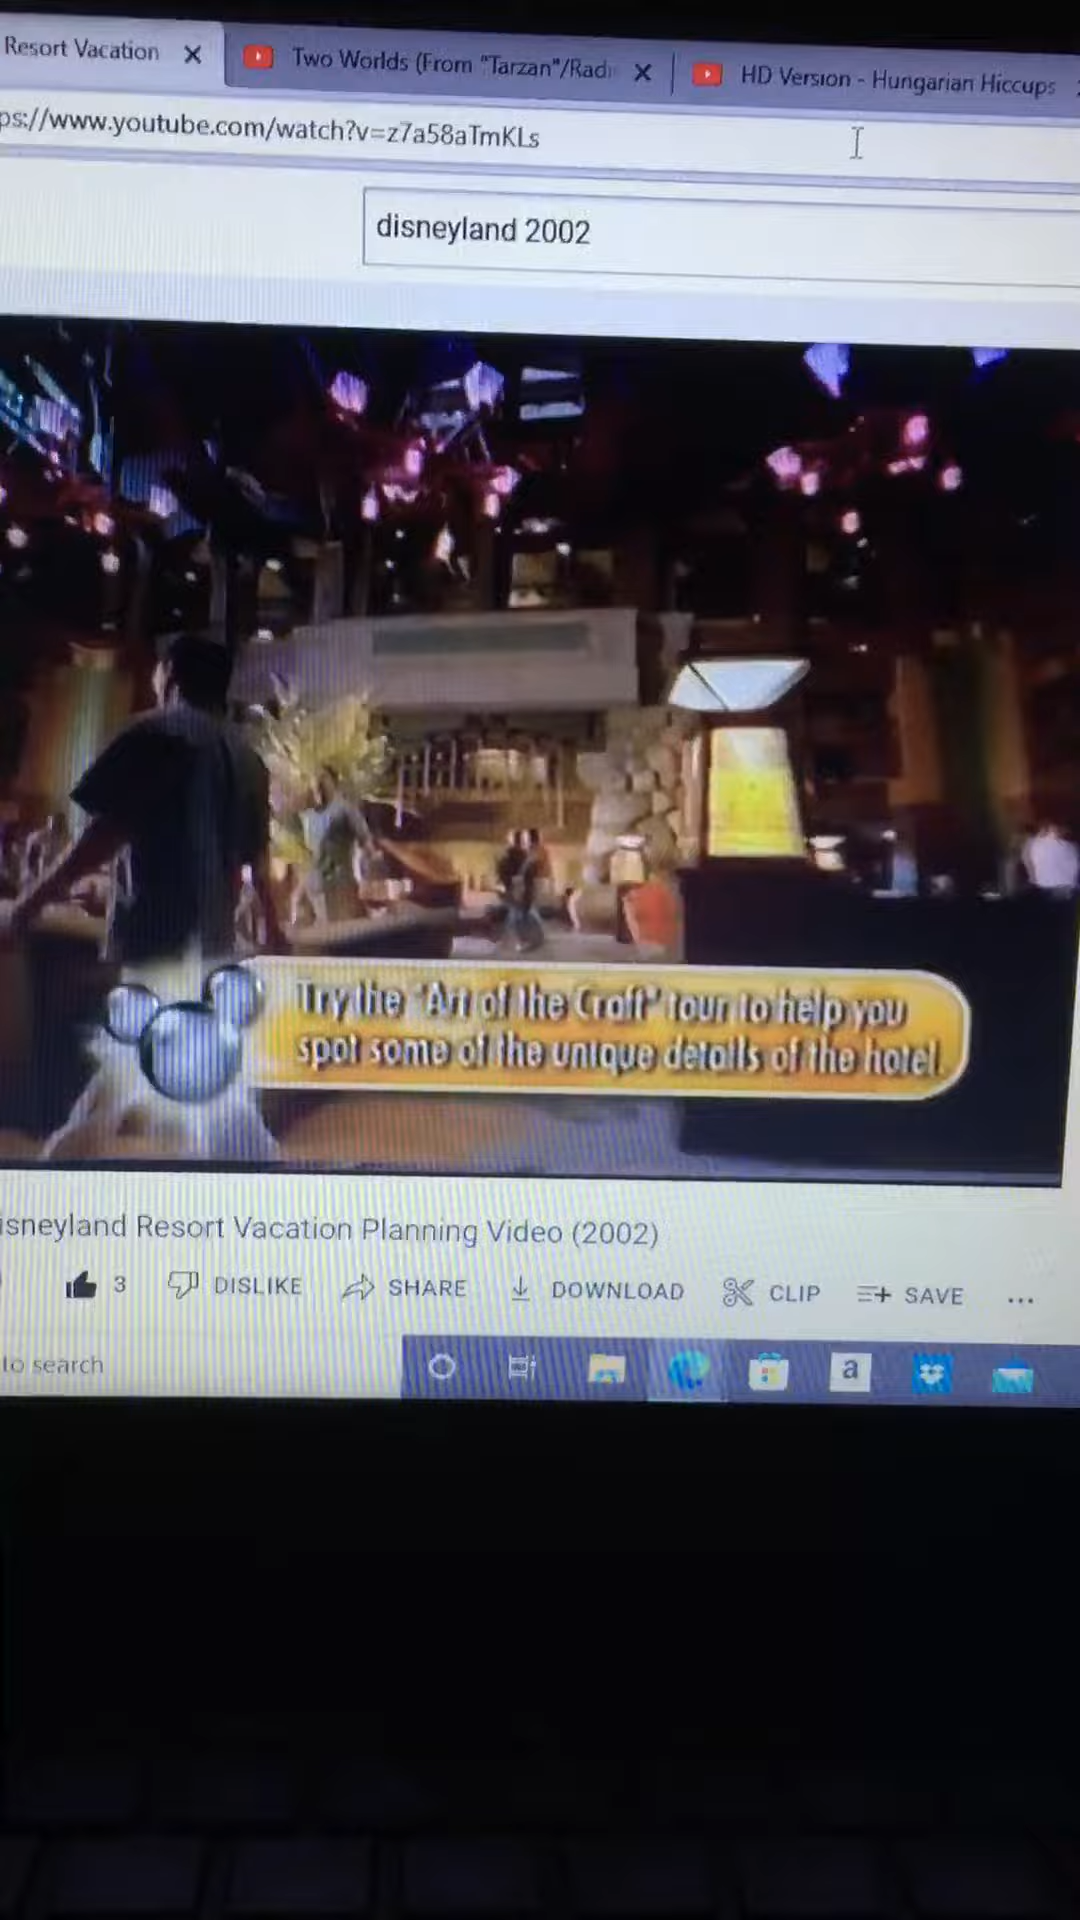 Resort Vacation
Two Worlds (From "Tarzan"/Radi
HD Version - Hungarian Hiccups
ps://www.youtube.com/watch?v=z7a58aTmKLs
disneyland 2002
Try the "Art of the Craft" tour to help you
spot some of the unique details of the hotel.
isneyland Resort Vacation Planning Video (2002)
3 DISLIKE SHARE DOWNLOAD CLIP SAVE ...
to search
a